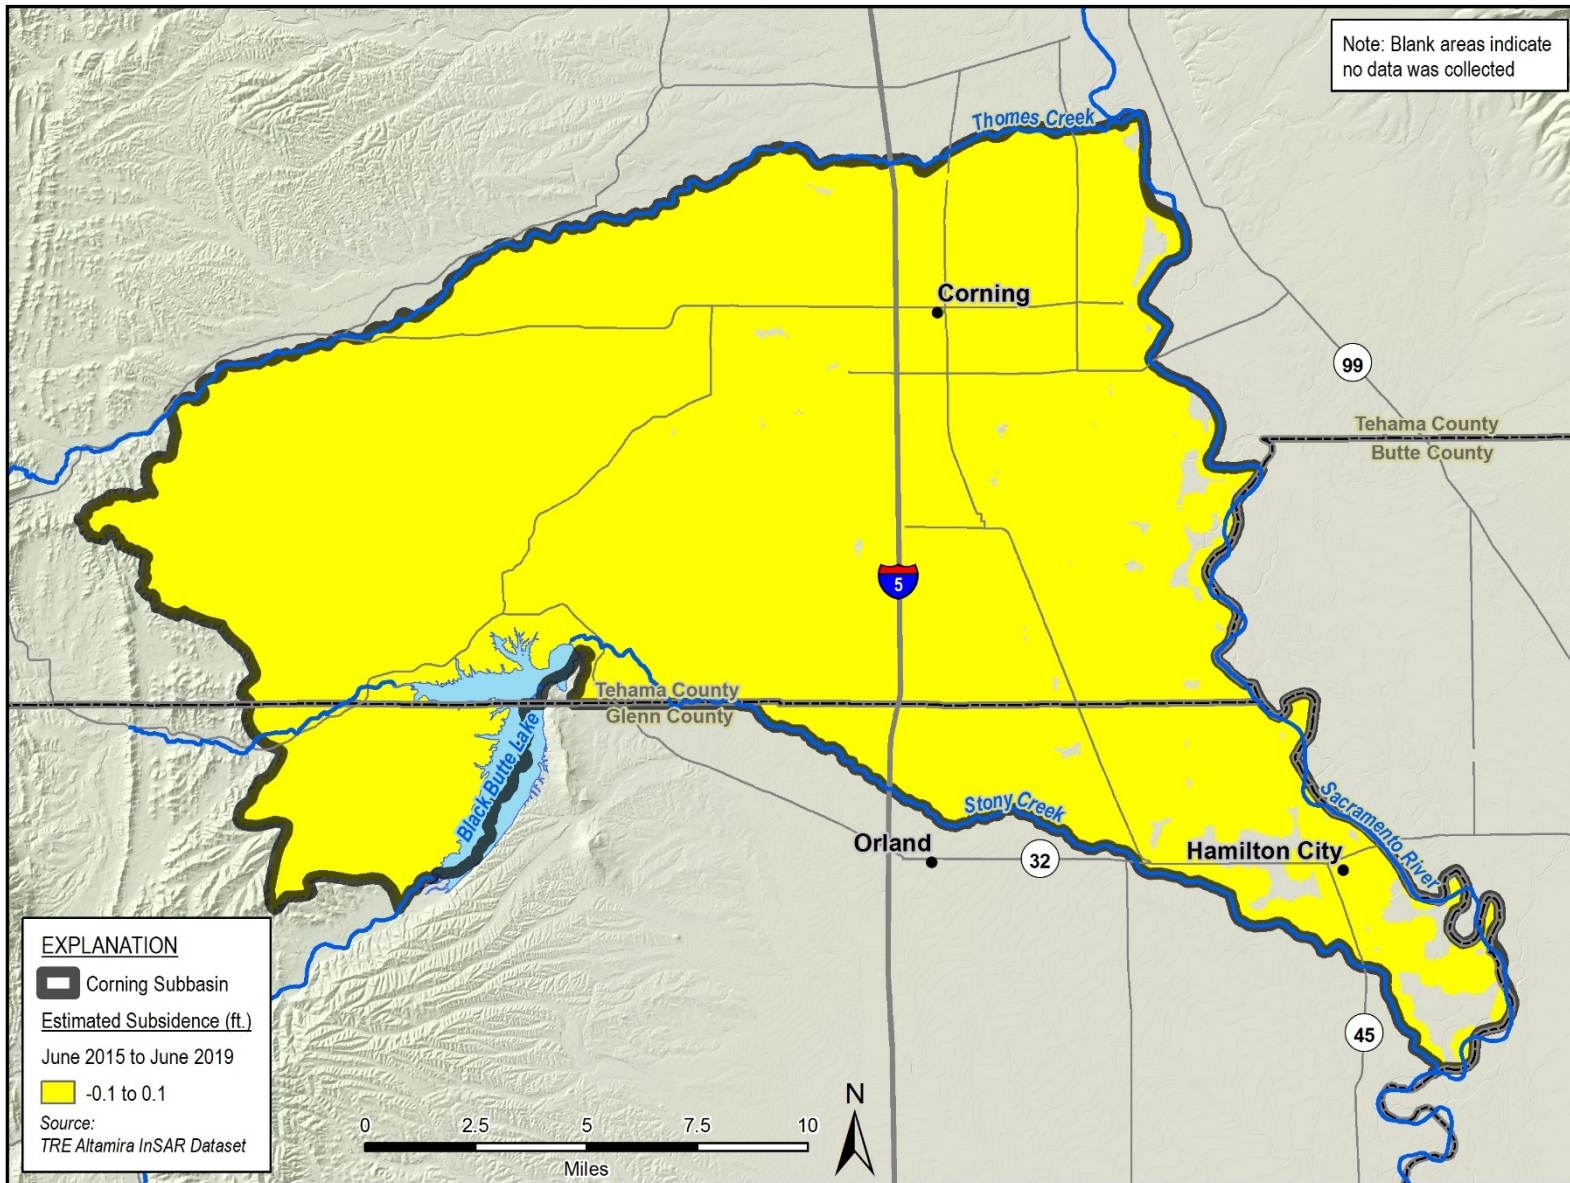 Note: Blank areas indicate
no data was collected
Thomes Creek
Corning
99
Tehama County
Butte County
5
Tehama County
Glenn County
Black Butte Lake
Stony Creek
Sacramento River
Orland
32
Hamilton City
45
EXPLANATION
Corning Subbasin
Estimated Subsidence (ft.)
June 2015 to June 2019
-0.1 to 0.1
Source:
TRE Altamira InSAR Dataset
0 2.5 5 7.5 10
Miles
N